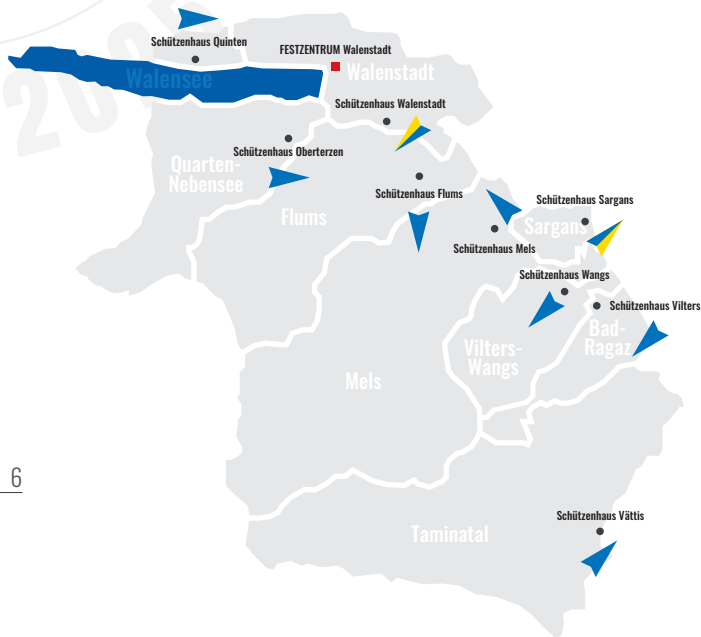 2025
Schützenhaus Quinten
FESTZENTRUM Walenstadt
Walensee
Walenstadt
Schützenhaus Walenstadt
Schützenhaus Oberterzen
Quarten-
Nebensee
Schützenhaus Flums
Flums
Schützenhaus Sargans
Sargans
Schützenhaus Mels
Schützenhaus Wangs
Schützenhaus Vilters
Bad-
Ragaz
Vilters-
Wangs
Mels
6
Schützenhaus Vättis
Taminatal